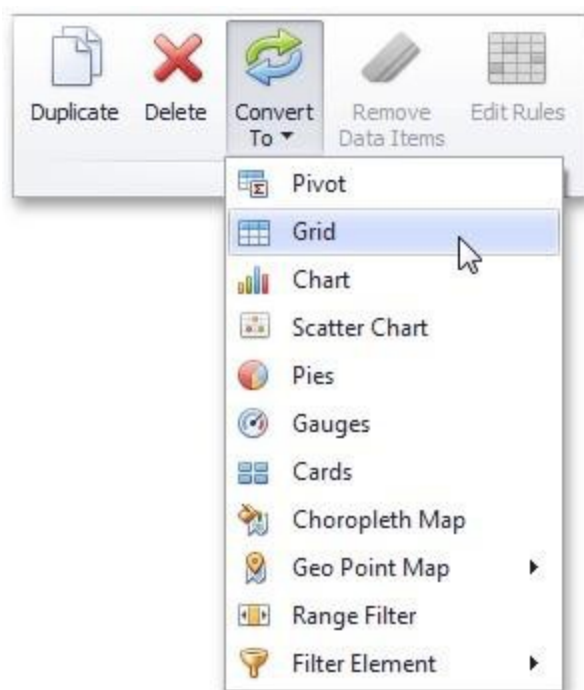 Duplicate Delete Convert To Remove Data Items Edit Rules
Pivot
Grid
Chart
Scatter Chart
Pies
Gauges
Cards
Choropleth Map
Geo Point Map
Range Filter
Filter Element